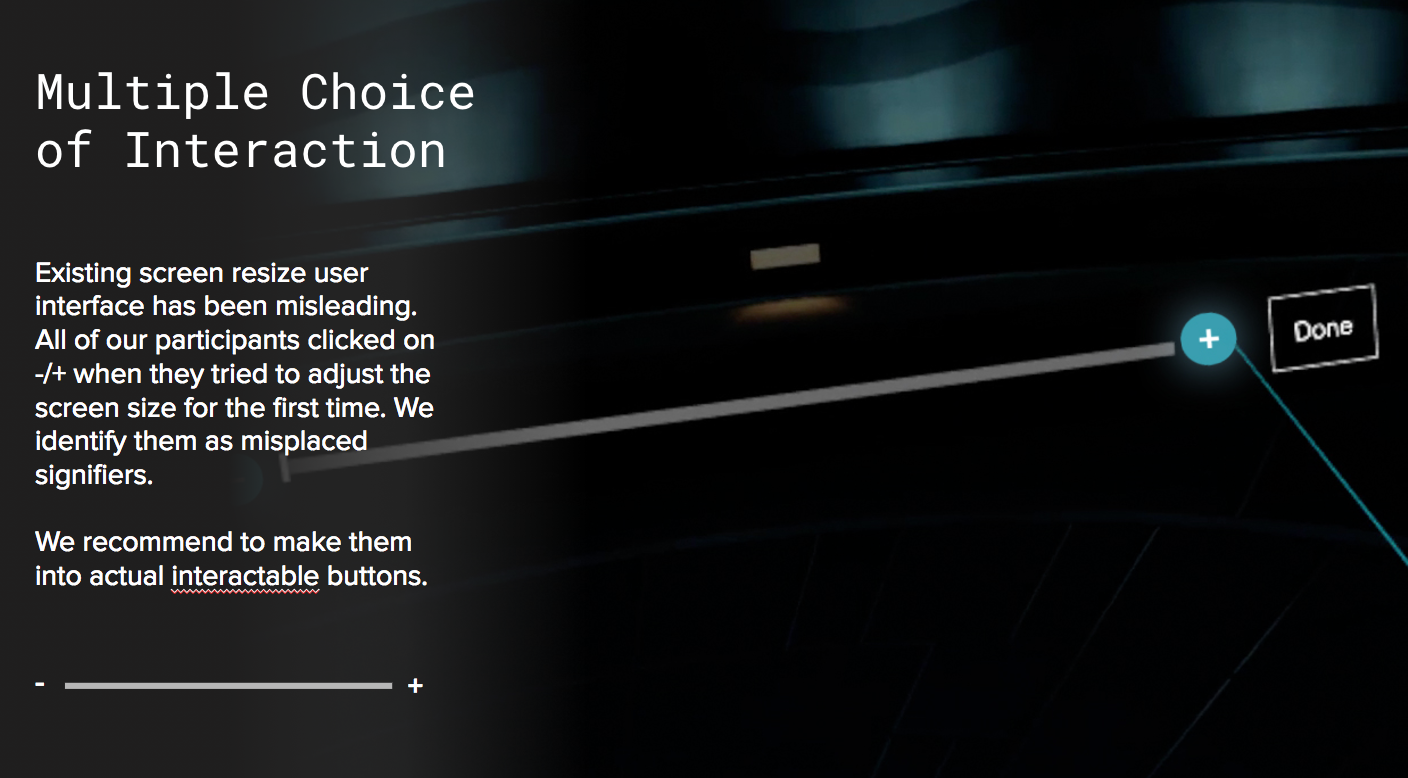 Multiple Choice
of Interaction
Existing screen resize user
interface has been misleading.
All of our participants clicked on
-/+ when they tried to adjust the
screen size for the first time. We
identify them as misplaced
signifiers.
We recommend to make them
into actual interactable buttons.
- +
+
Done